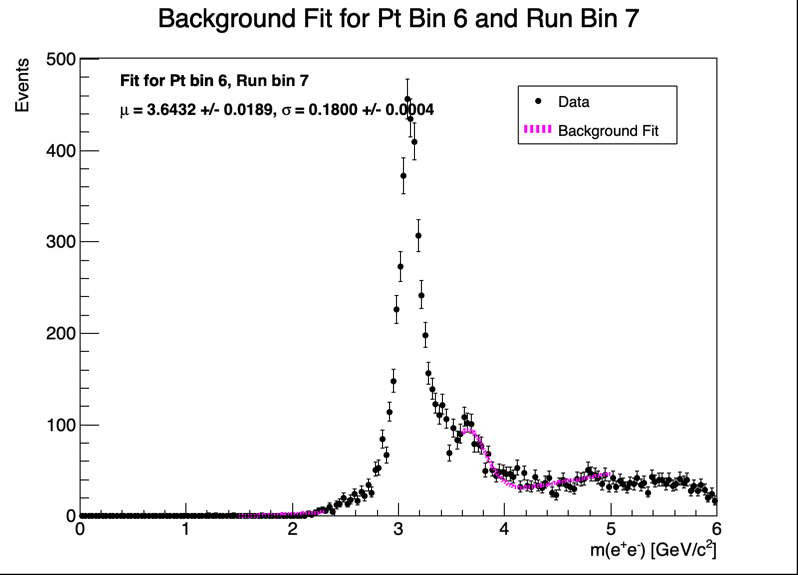 Background Fit for Pt Bin 6 and Run Bin 7
Events
500
400
300
200
100
0
Fit for Pt bin 6, Run bin 7
μ = 3.6432 +/- 0.0189, σ = 0.1800 +/- 0.0004
Data
Background Fit
0 1 2 3 4 5 6
m(e⁺e⁻) [GeV/c²]